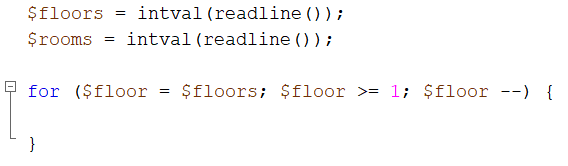 $floors = intval(readline());
$rooms = intval(readline());
for ($floor = $floors; $floor >= 1; $floor --) {
}